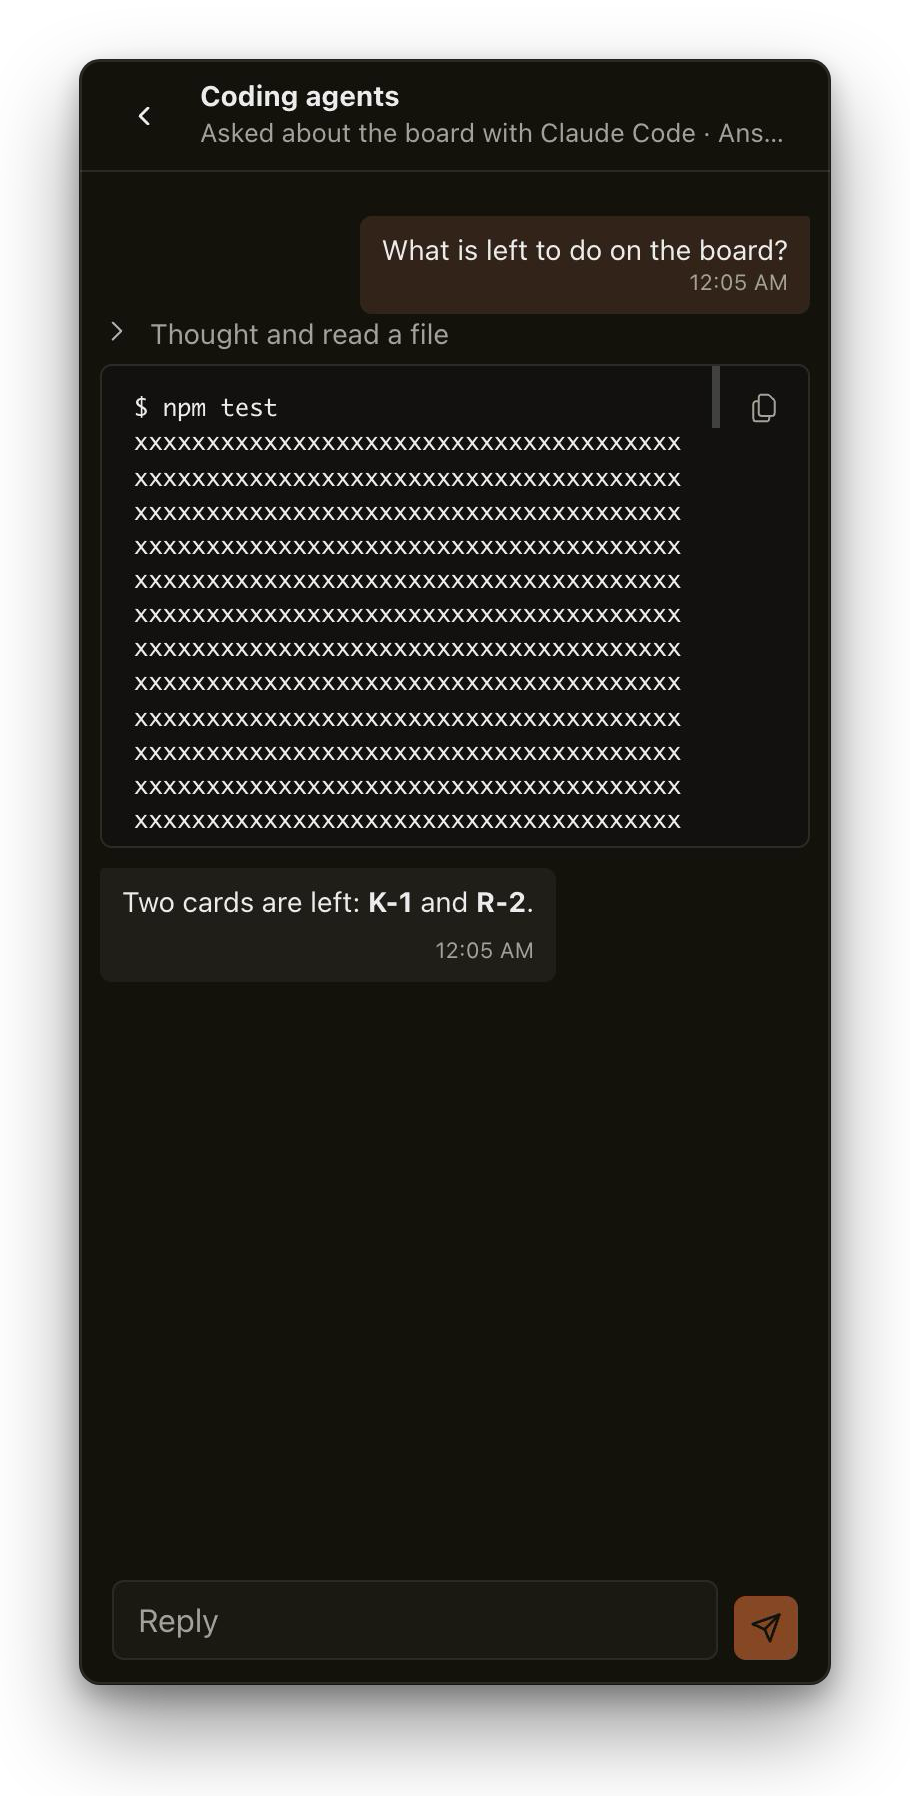 Coding agents
Asked about the board with Claude Code · Ans...
What is left to do on the board?
12:05 AM
Thought and read a file
$ npm test
xxxxxxxxxxxxxxxxxxxxxxxxxxxxxxxxxxxxxx
xxxxxxxxxxxxxxxxxxxxxxxxxxxxxxxxxxxxxx
xxxxxxxxxxxxxxxxxxxxxxxxxxxxxxxxxxxxxx
xxxxxxxxxxxxxxxxxxxxxxxxxxxxxxxxxxxxxx
xxxxxxxxxxxxxxxxxxxxxxxxxxxxxxxxxxxxxx
xxxxxxxxxxxxxxxxxxxxxxxxxxxxxxxxxxxxxx
xxxxxxxxxxxxxxxxxxxxxxxxxxxxxxxxxxxxxx
xxxxxxxxxxxxxxxxxxxxxxxxxxxxxxxxxxxxxx
xxxxxxxxxxxxxxxxxxxxxxxxxxxxxxxxxxxxxx
xxxxxxxxxxxxxxxxxxxxxxxxxxxxxxxxxxxxxx
xxxxxxxxxxxxxxxxxxxxxxxxxxxxxxxxxxxxxx
xxxxxxxxxxxxxxxxxxxxxxxxxxxxxxxxxxxxxx
Two cards are left: K-1 and R-2.
12:05 AM
Reply